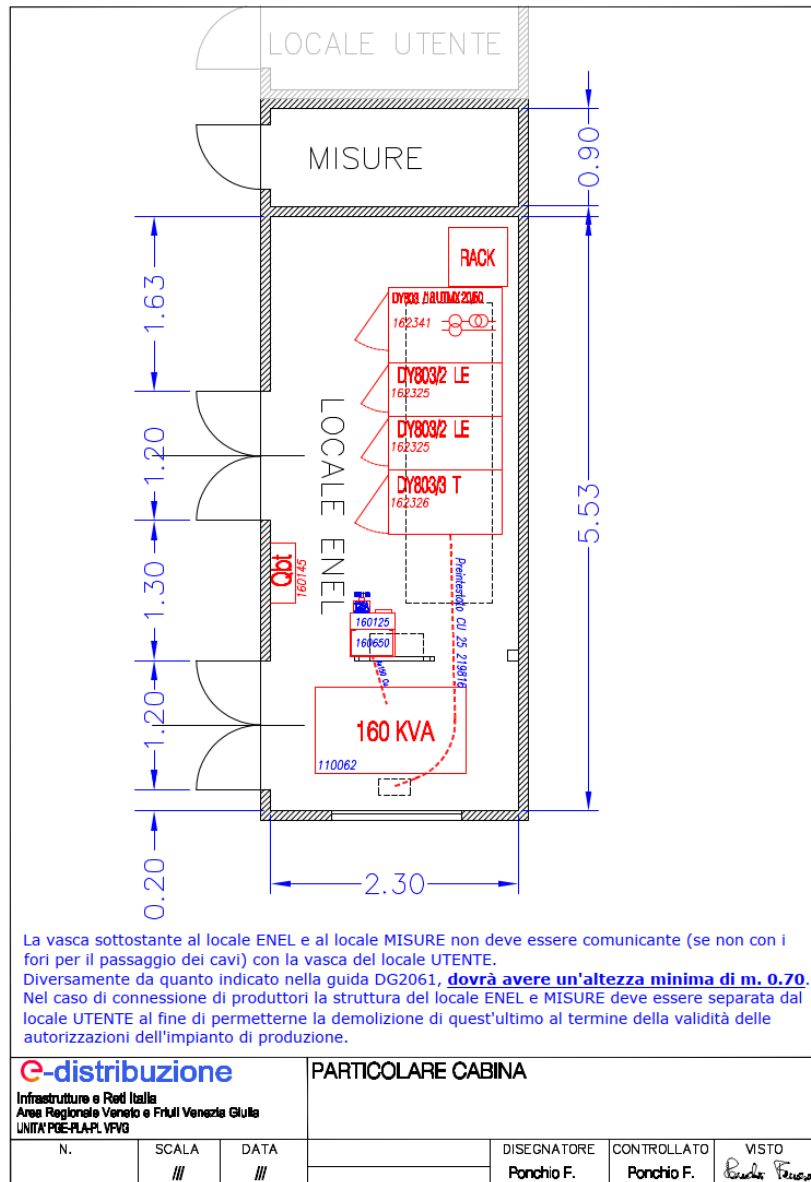 LOCALE UTENTE
MISURE
0.90
RACK
1.63
162341
DY803/2 LE
162325
DY803/2 LE
162325
DY803/3 T
162326
LOCALE ENEL
1.20
5.53
Qbt
160145
1.30
Preintestato CU 25 219816
160125
160650
160 KVA
110062
1.20
0.20
2.30
La vasca sottostante al locale ENEL e al locale MISURE non deve essere comunicante (se non con i
fori per il passaggio dei cavi) con la vasca del locale UTENTE.
Diversamente da quanto indicato nella guida DG2061, dovrà avere un'altezza minima di m. 0.70.
Nel caso di connessione di produttori la struttura del locale ENEL e MISURE deve essere separata dal
locale UTENTE al fine di permetterne la demolizione di quest'ultimo al termine della validità delle
autorizzazioni dell'impianto di produzione.
e-distribuzione
PARTICOLARE CABINA
Infrastrutture e Reti Italia
Area Regionale Veneto e Friuli Venezia Giulia
UNITA' PGE-PLA-PL VFVG
N. SCALA DATA DISEGNATORE CONTROLLATO VISTO
/// /// Ponchio F. Ponchio F.